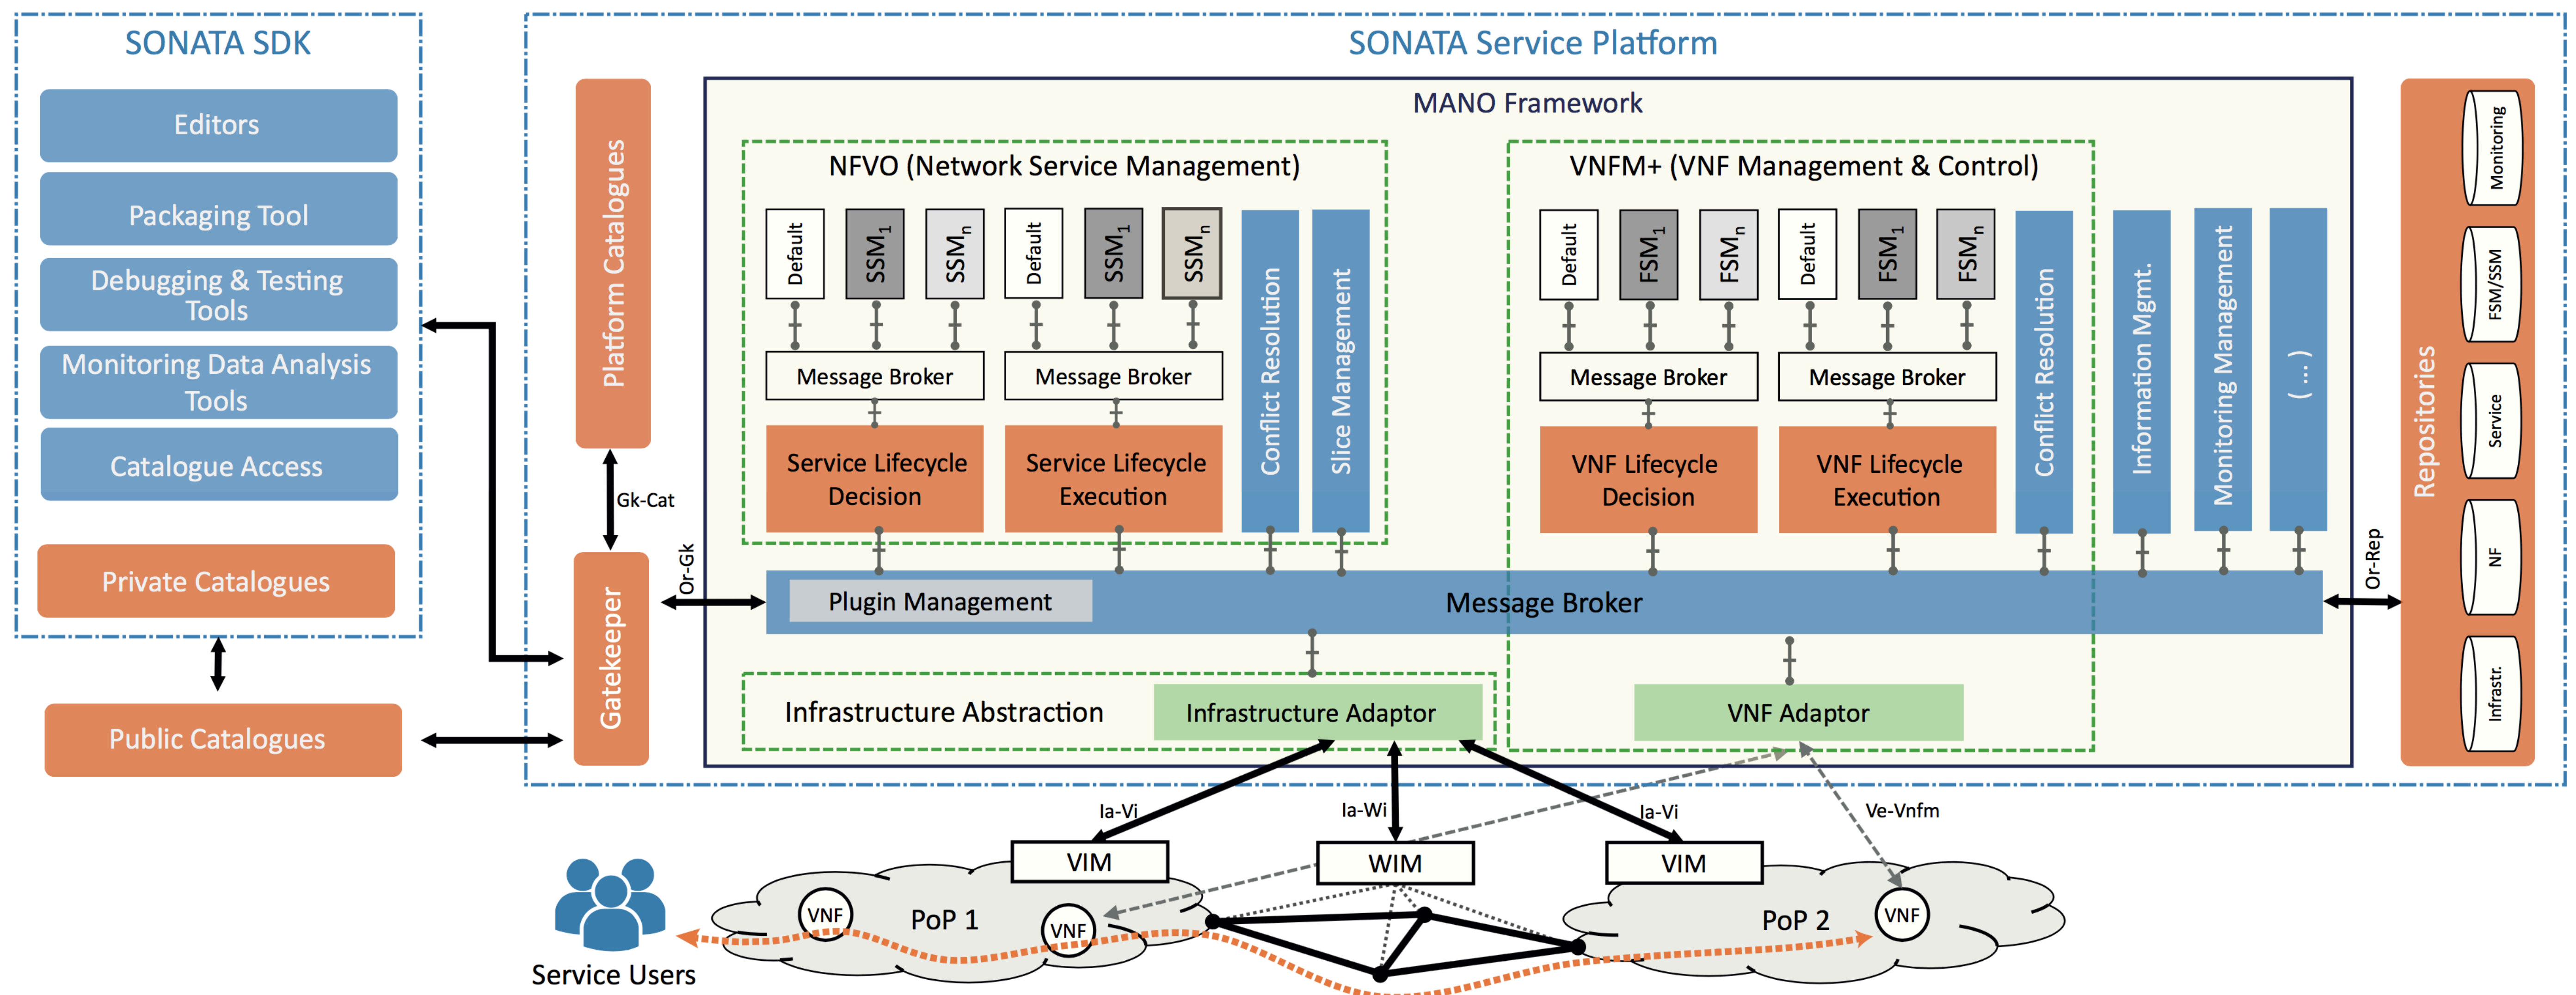 SONATA SDK
Editors
Packaging Tool
Debugging & Testing
Tools
Monitoring Data Analysis
Tools
Catalogue Access
Private Catalogues
Public Catalogues
SONATA Service Platform
Platform Catalogues
Gk-Cat
Gatekeeper
Or-Gk
MANO Framework
NFVO (Network Service Management)
Default
SSM1
SSMn
Default
SSM1
SSMn
Message Broker
Message Broker
Service Lifecycle
Decision
Service Lifecycle
Execution
Conflict Resolution
Slice Management
VNFM+ (VNF Management & Control)
Default
FSM1
FSMn
Default
FSM1
FSMn
Message Broker
Message Broker
VNF Lifecycle
Decision
VNF Lifecycle
Execution
Conflict Resolution
Information Mgmt.
Monitoring Management
(...)
Plugin Management
Message Broker
Infrastructure Abstraction
Infrastructure Adaptor
VNF Adaptor
Or-Rep
Repositories
Monitoring
FSM/SSM
Service
NF
Infrastr.
Ia-Vi
Ia-Wi
Ia-Vi
Ve-Vnfm
VIM
WIM
VIM
VNF
PoP 1
VNF
PoP 2
VNF
Service Users